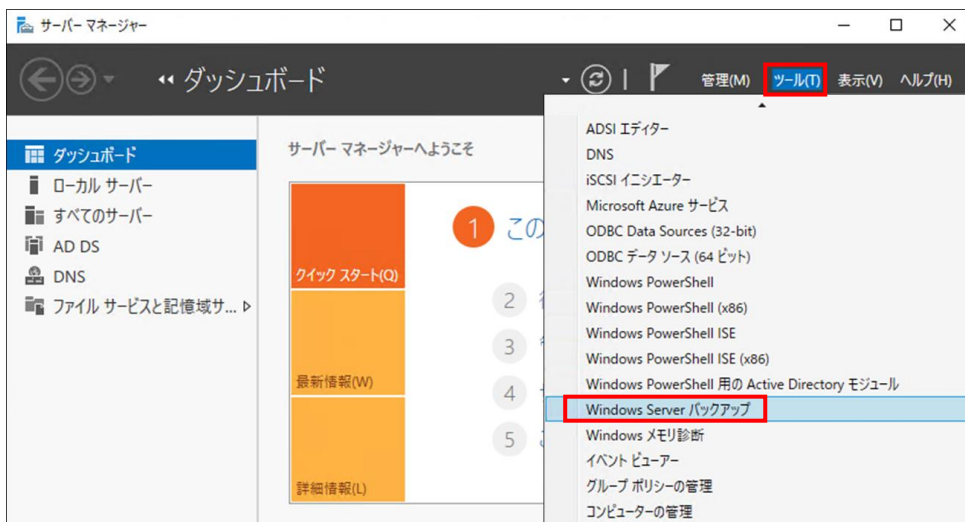 サーバー マネージャー
ダッシュボード
管理(M)
ツール(T)
表示(V)
ヘルプ(H)
ダッシュボード
ローカル サーバー
すべてのサーバー
AD DS
DNS
ファイル サービスと記憶域サ...
サーバー マネージャーへようこそ
クイック スタート(Q)
最新情報(W)
詳細情報(L)
1 この
2
3
4
5
ADSI エディター
DNS
iSCSI イニシエーター
Microsoft Azure サービス
ODBC Data Sources (32-bit)
ODBC データ ソース (64 ビット)
Windows PowerShell
Windows PowerShell (x86)
Windows PowerShell ISE
Windows PowerShell ISE (x86)
Windows PowerShell 用の Active Directory モジュール
Windows Server バックアップ
Windows メモリ診断
イベント ビューアー
グループ ポリシーの管理
コンピューターの管理